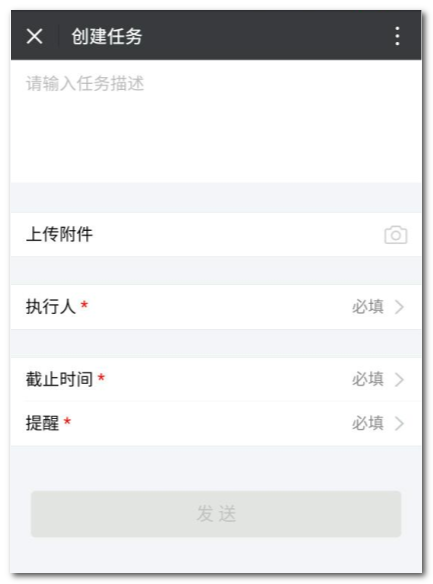 创建任务
请输入任务描述
上传附件
执行人 * 必填
截止时间 * 必填
提醒 * 必填
发送